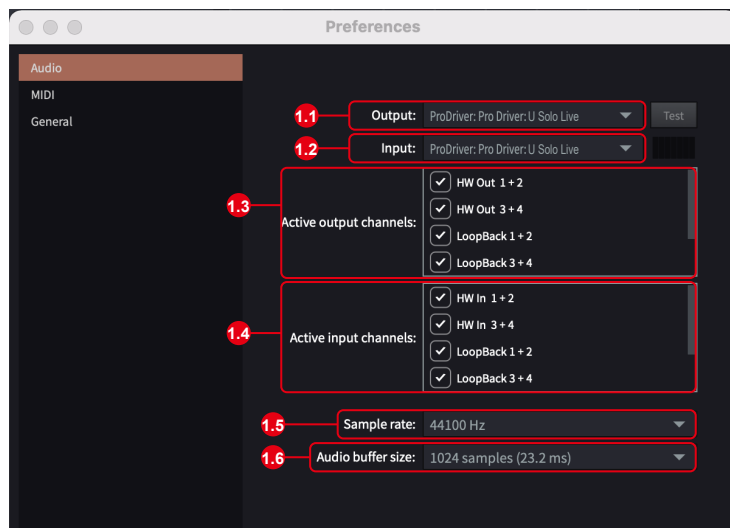 Preferences
Audio
MIDI
General
1.1 Output: ProDriver: Pro Driver: U Solo Live Test
1.2 Input: ProDriver: Pro Driver: U Solo Live
1.3 Active output channels:
HW Out 1 + 2
HW Out 3 + 4
LoopBack 1 + 2
LoopBack 3 + 4
1.4 Active input channels:
HW In 1 + 2
HW In 3 + 4
LoopBack 1 + 2
LoopBack 3 + 4
1.5 Sample rate: 44100 Hz
1.6 Audio buffer size: 1024 samples (23.2 ms)